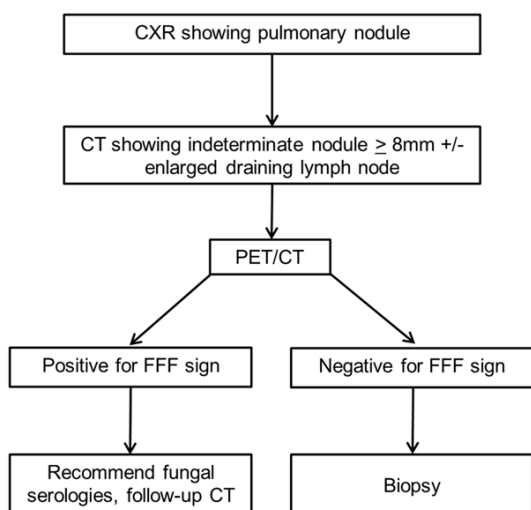 CXR showing pulmonary nodule
CT showing indeterminate nodule ≥ 8mm +/-
enlarged draining lymph node
PET/CT
Positive for FFF sign
Negative for FFF sign
Recommend fungal
serologies, follow-up CT
Biopsy